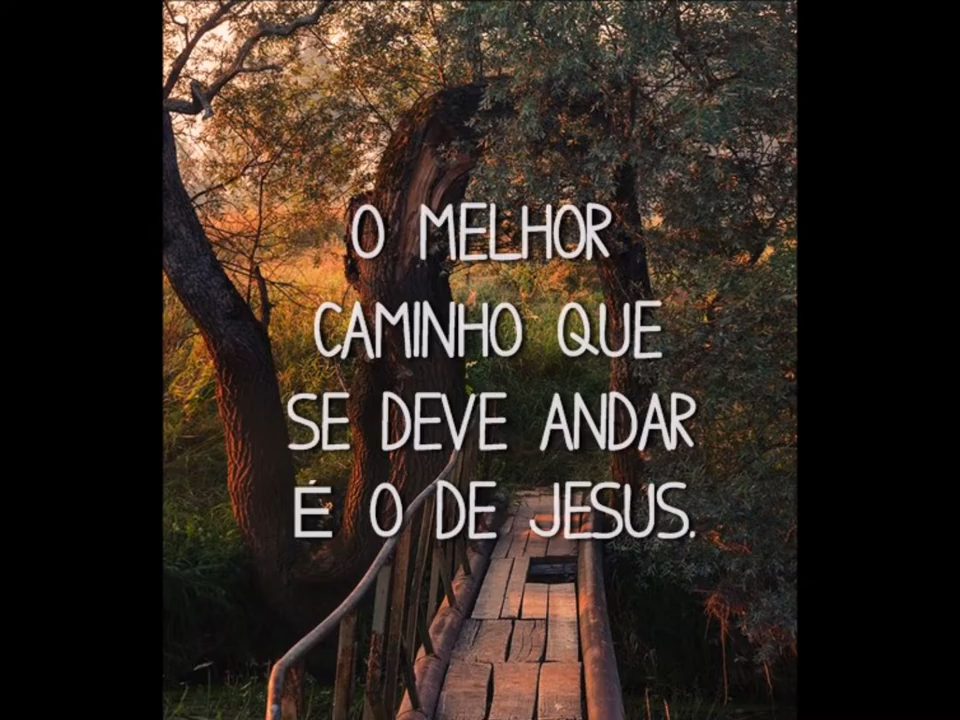 O MELHOR
CAMINHO QUE
SE DEVE ANDAR
É O DE JESUS.